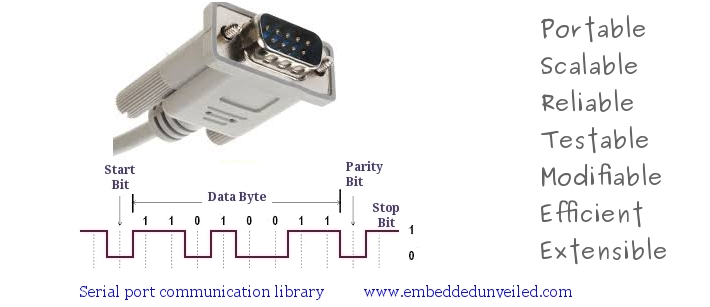 Portable
Scalable
Reliable
Testable
Modifiable
Efficient
Extensible
Start
Bit
Data Byte
Parity
Bit
Stop
Bit
1 1 0 1 0 0 1 1
1
0
Serial port communication library www.embeddedunveiled.com